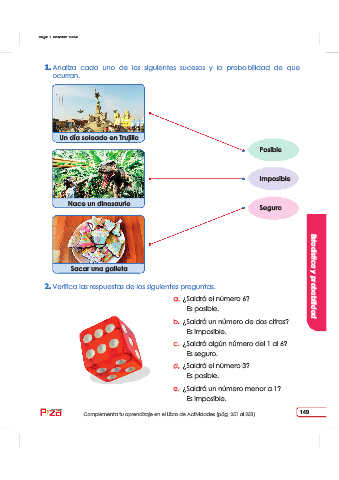 1. Analiza cada uno de los siguientes sucesos y la probabilidad de que
ocurran.
Un día soleado en Trujillo
Nace un dinosaurio
Sacar una galleta
Posible
Imposible
Seguro
Estadística y probabilidad
2. Verifica las respuestas de las siguientes preguntas.
a. ¿Saldrá el número 6?
Es posible.
b. ¿Saldrá un número de dos cifras?
Es imposible.
c. ¿Saldrá algún número del 1 al 6?
Es seguro.
d. ¿Saldrá el número 3?
Es posible.
e. ¿Saldrá un número menor a 1?
Es imposible.
Complementa tu aprendizaje en el Libro de Actividades (pág.
149